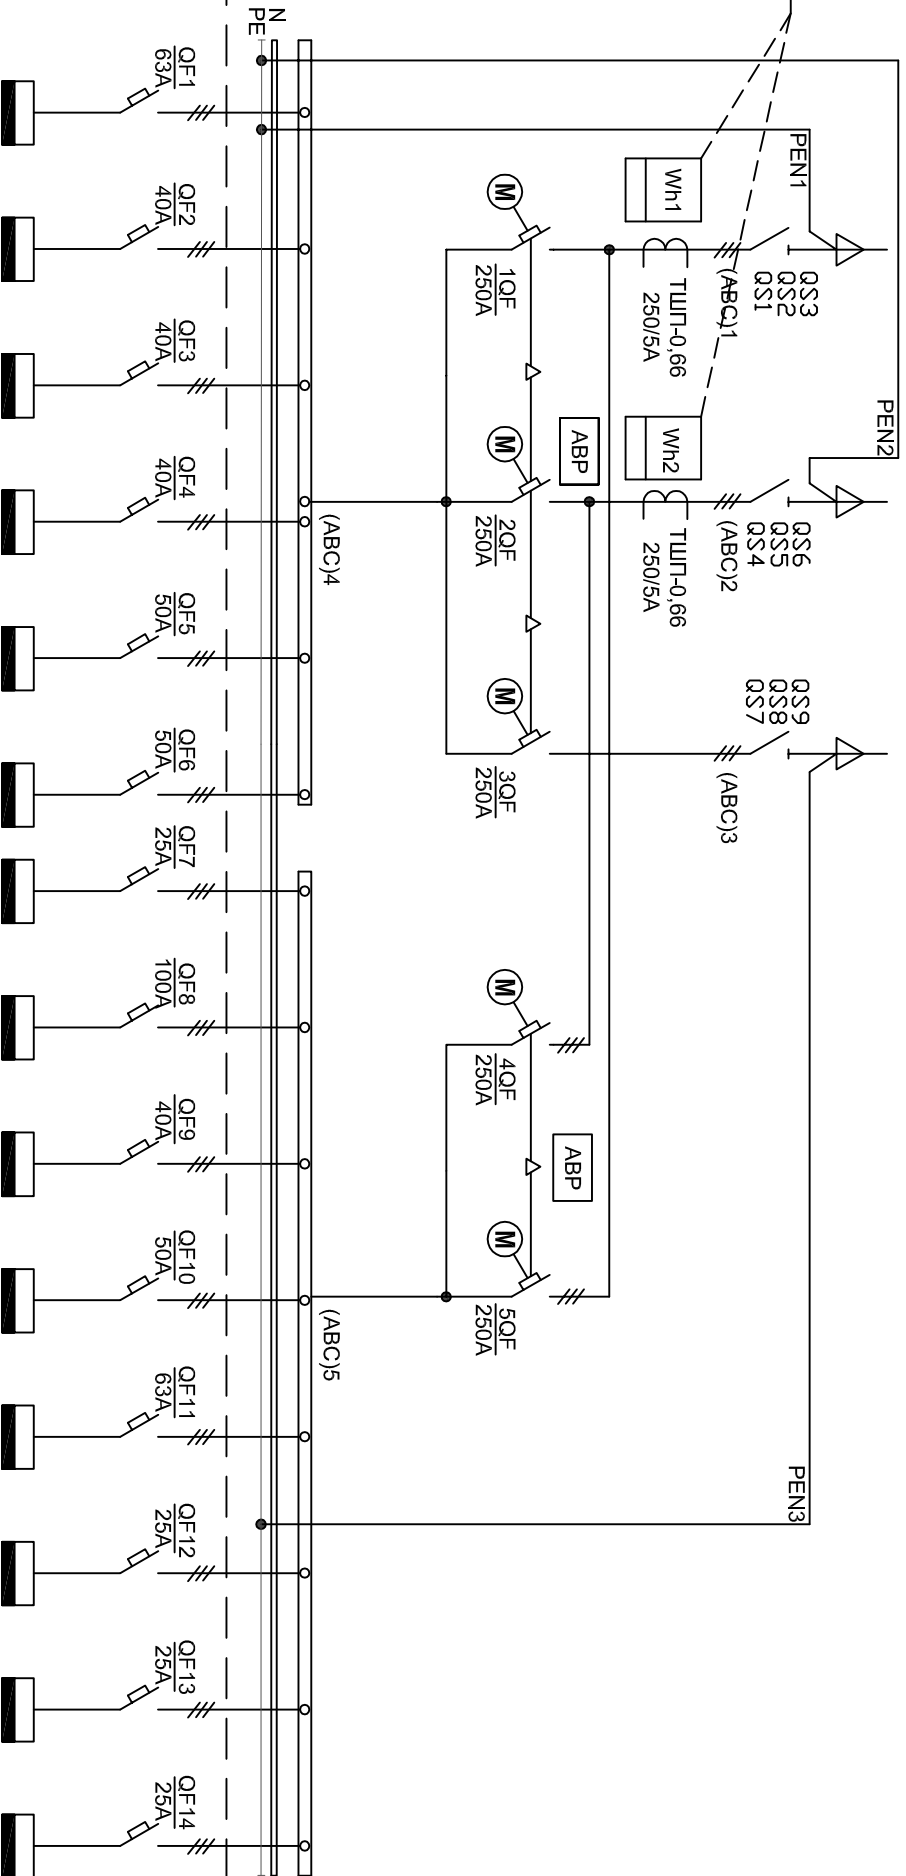 PEN2
PEN1
PEN3
QS3
QS2
QS1
QS6
QS5
QS4
QS9
QS8
QS7
(ABC)1
(ABC)2
(ABC)3
Wh1
Wh2
ТШП-0,66
250/5A
ТШП-0,66
250/5A
АВР
АВР
M
1QF
250A
M
2QF
250A
M
3QF
250A
M
4QF
250A
M
5QF
250A
(ABC)4
(ABC)5
N
PE
QF1
63A
QF2
40A
QF3
40A
QF4
40A
QF5
50A
QF6
50A
QF7
25A
QF8
100A
QF9
40A
QF10
50A
QF11
63A
QF12
25A
QF13
25A
QF14
25A